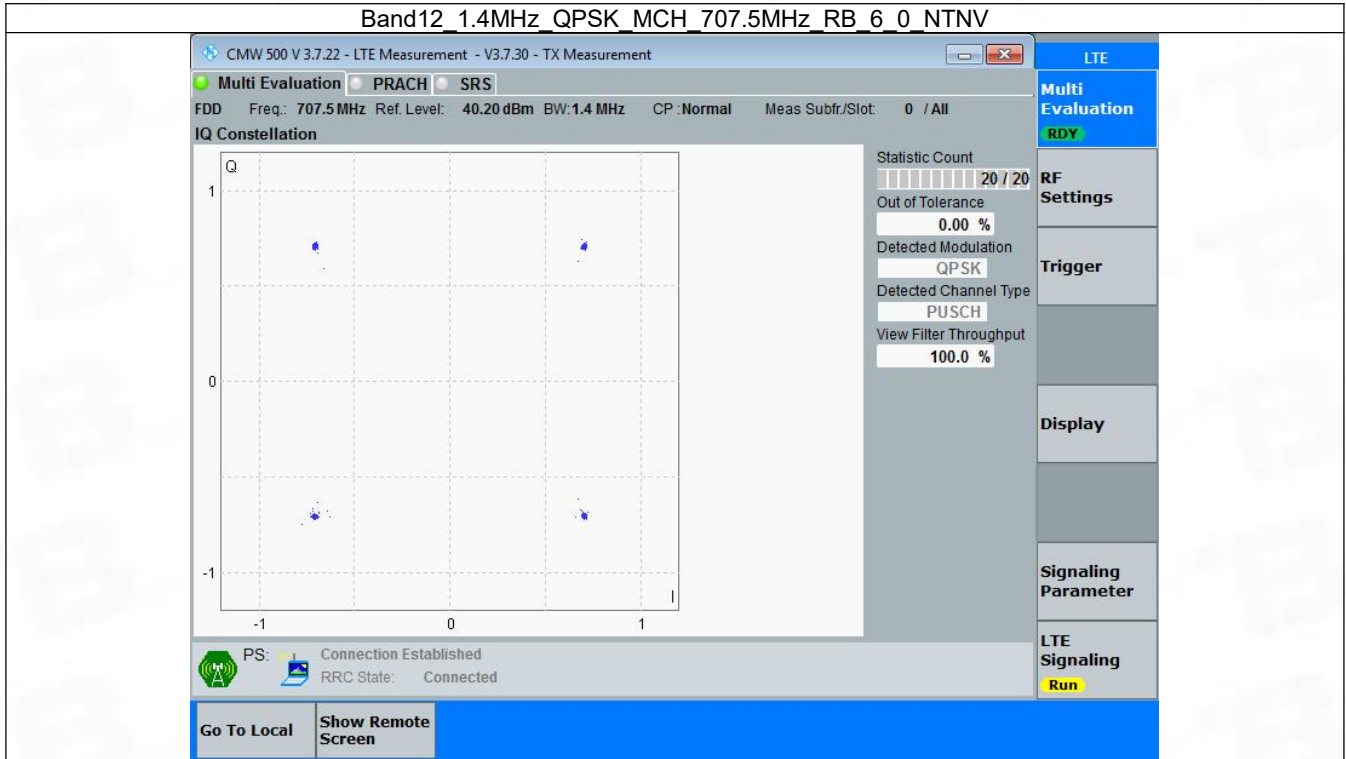 Band12_1.4MHz_QPSK_MCH_707.5MHz_RB_6_0_NTNV
CMW 500 V 3.7.22 - LTE Measurement - V3.7.30 - TX Measurement
LTE
Multi Evaluation PRACH SRS
FDD Freq.: 707.5 MHz Ref. Level: 40.20 dBm BW: 1.4 MHz CP : Normal Meas Subfr./Slot: 0 / All
IQ Constellation
Q
1
0
-1
I
-1 0 1
Statistic Count
20 / 20
Out of Tolerance
0.00 %
Detected Modulation
QPSK
Detected Channel Type
PUSCH
View Filter Throughput
100.0 %
Multi
Evaluation
RDY
RF
Settings
Trigger
Display
Signaling
Parameter
LTE
Signaling
Run
PS: Connection Established
RRC State: Connected
Go To Local
Show Remote
Screen